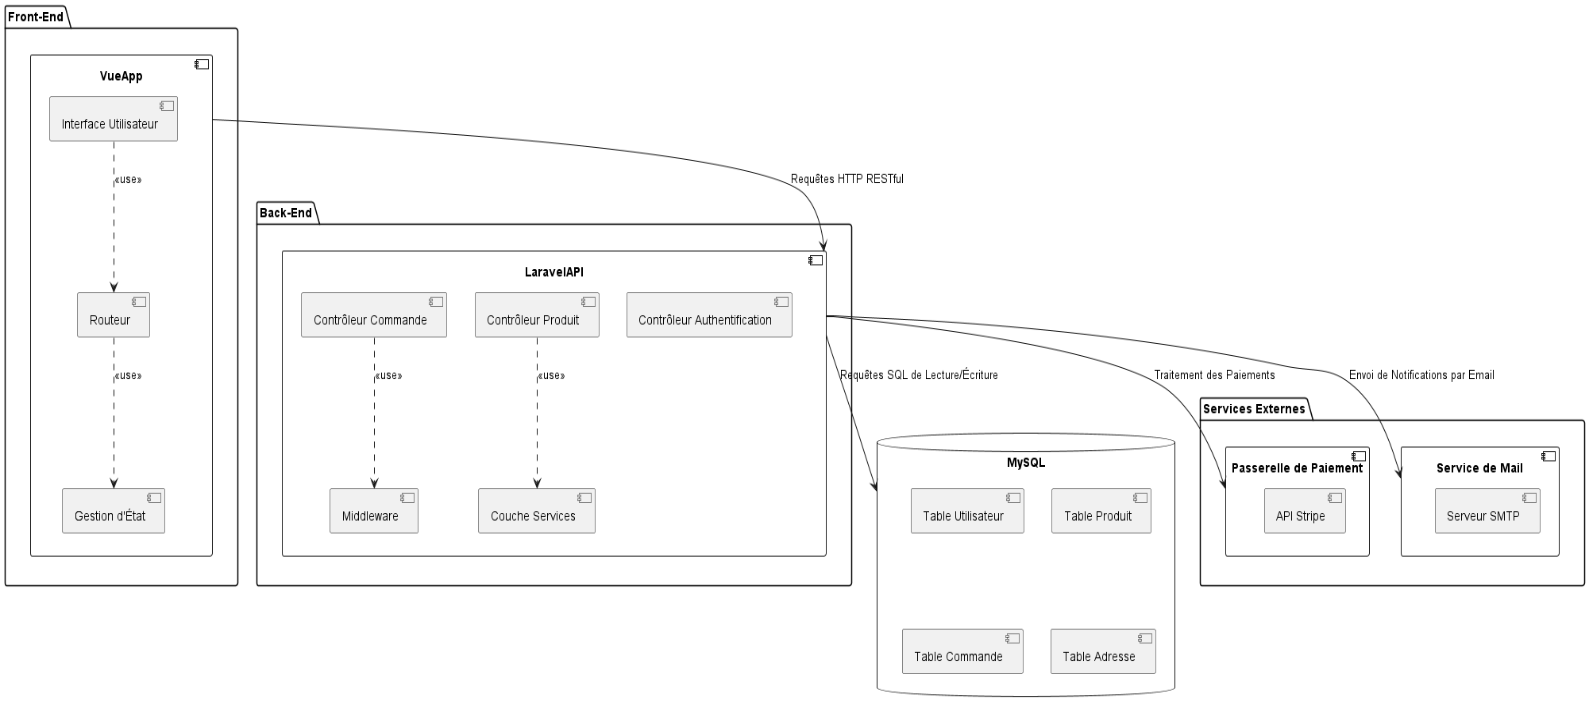 Front-End
VueApp
Interface Utilisateur
«use»
Routeur
«use»
Gestion d'État
Requêtes HTTP RESTful
Back-End
LaravelAPI
Contrôleur Commande
Contrôleur Produit
Contrôleur Authentification
«use»
«use»
Middleware
Couche Services
Requêtes SQL de Lecture/Écriture
Traitement des Paiements
Envoi de Notifications par Email
MySQL
Table Utilisateur
Table Produit
Table Commande
Table Adresse
Services Externes
Passerelle de Paiement
API Stripe
Service de Mail
Serveur SMTP